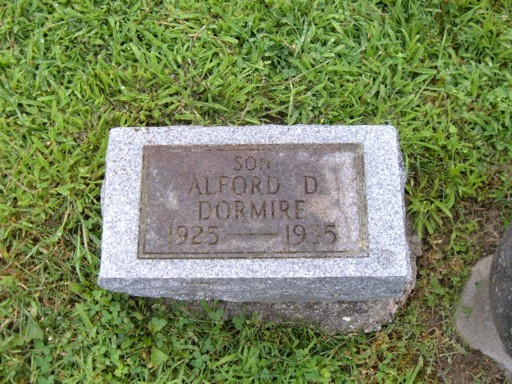 SON
ALFORD D
DORMIRE
1925 — 1935